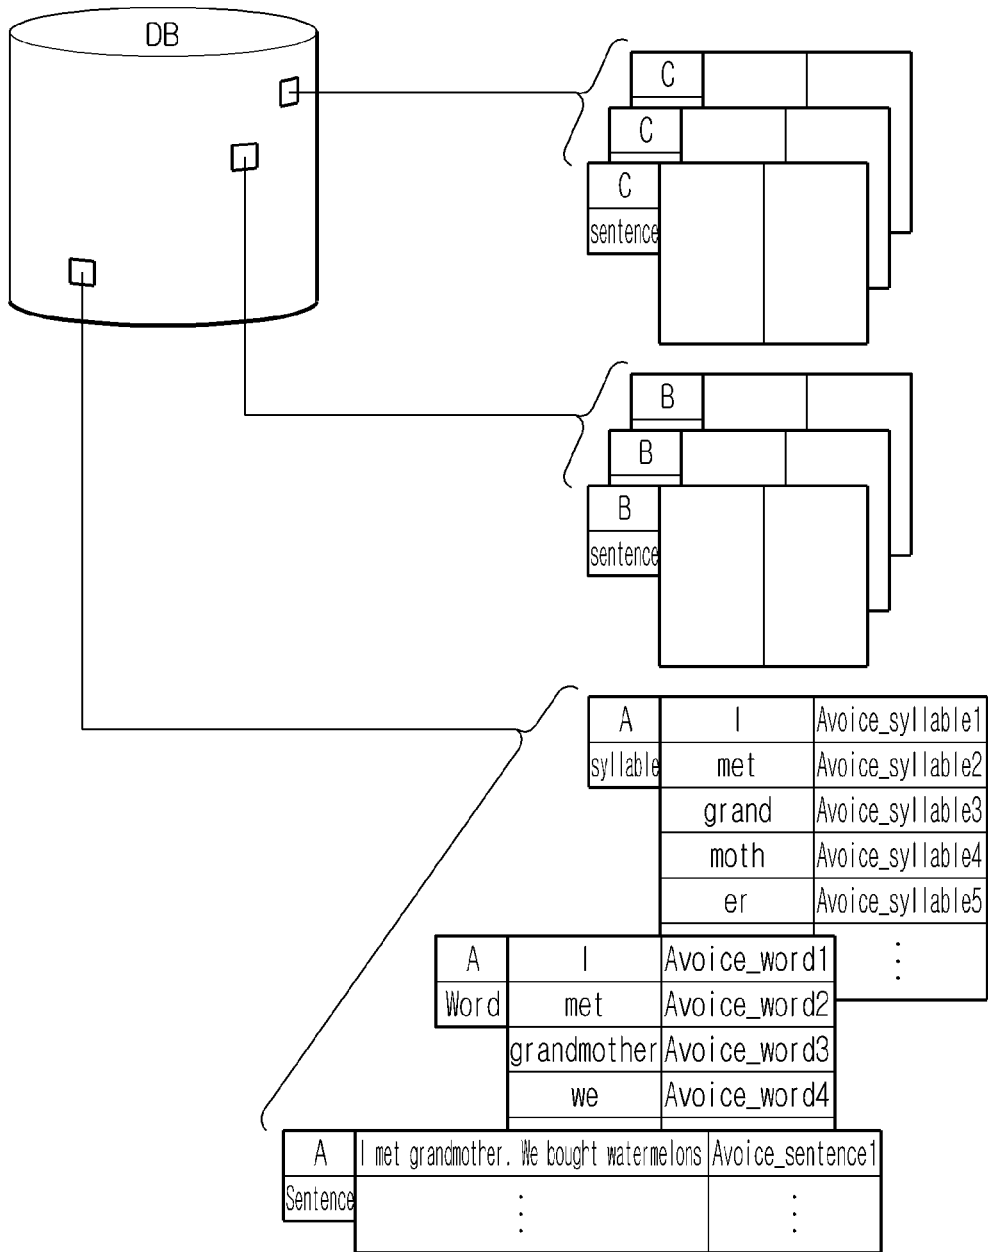 DB
C
C
C
sentence
B
B
B
sentence
A I Avoice_syllable1
syllable met Avoice_syllable2
grand Avoice_syllable3
moth Avoice_syllable4
er Avoice_syllable5
⋮
A I Avoice_word1
Word met Avoice_word2
grandmother Avoice_word3
we Avoice_word4
A I met grandmother. We bought watermelons Avoice_sentence1
Sentence ⋮ ⋮